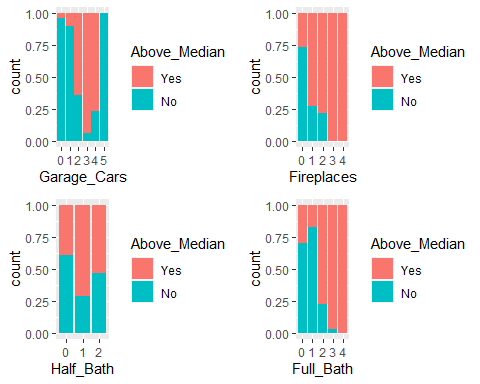 1.00
0.75
0.50
0.25
0.00
count
0 1 2 3 4 5
Garage_Cars
Above_Median
Yes
No
1.00
0.75
0.50
0.25
0.00
count
0 1 2 3 4
Fireplaces
Above_Median
Yes
No
1.00
0.75
0.50
0.25
0.00
count
0 1 2
Half_Bath
Above_Median
Yes
No
1.00
0.75
0.50
0.25
0.00
count
0 1 2 3 4
Full_Bath
Above_Median
Yes
No